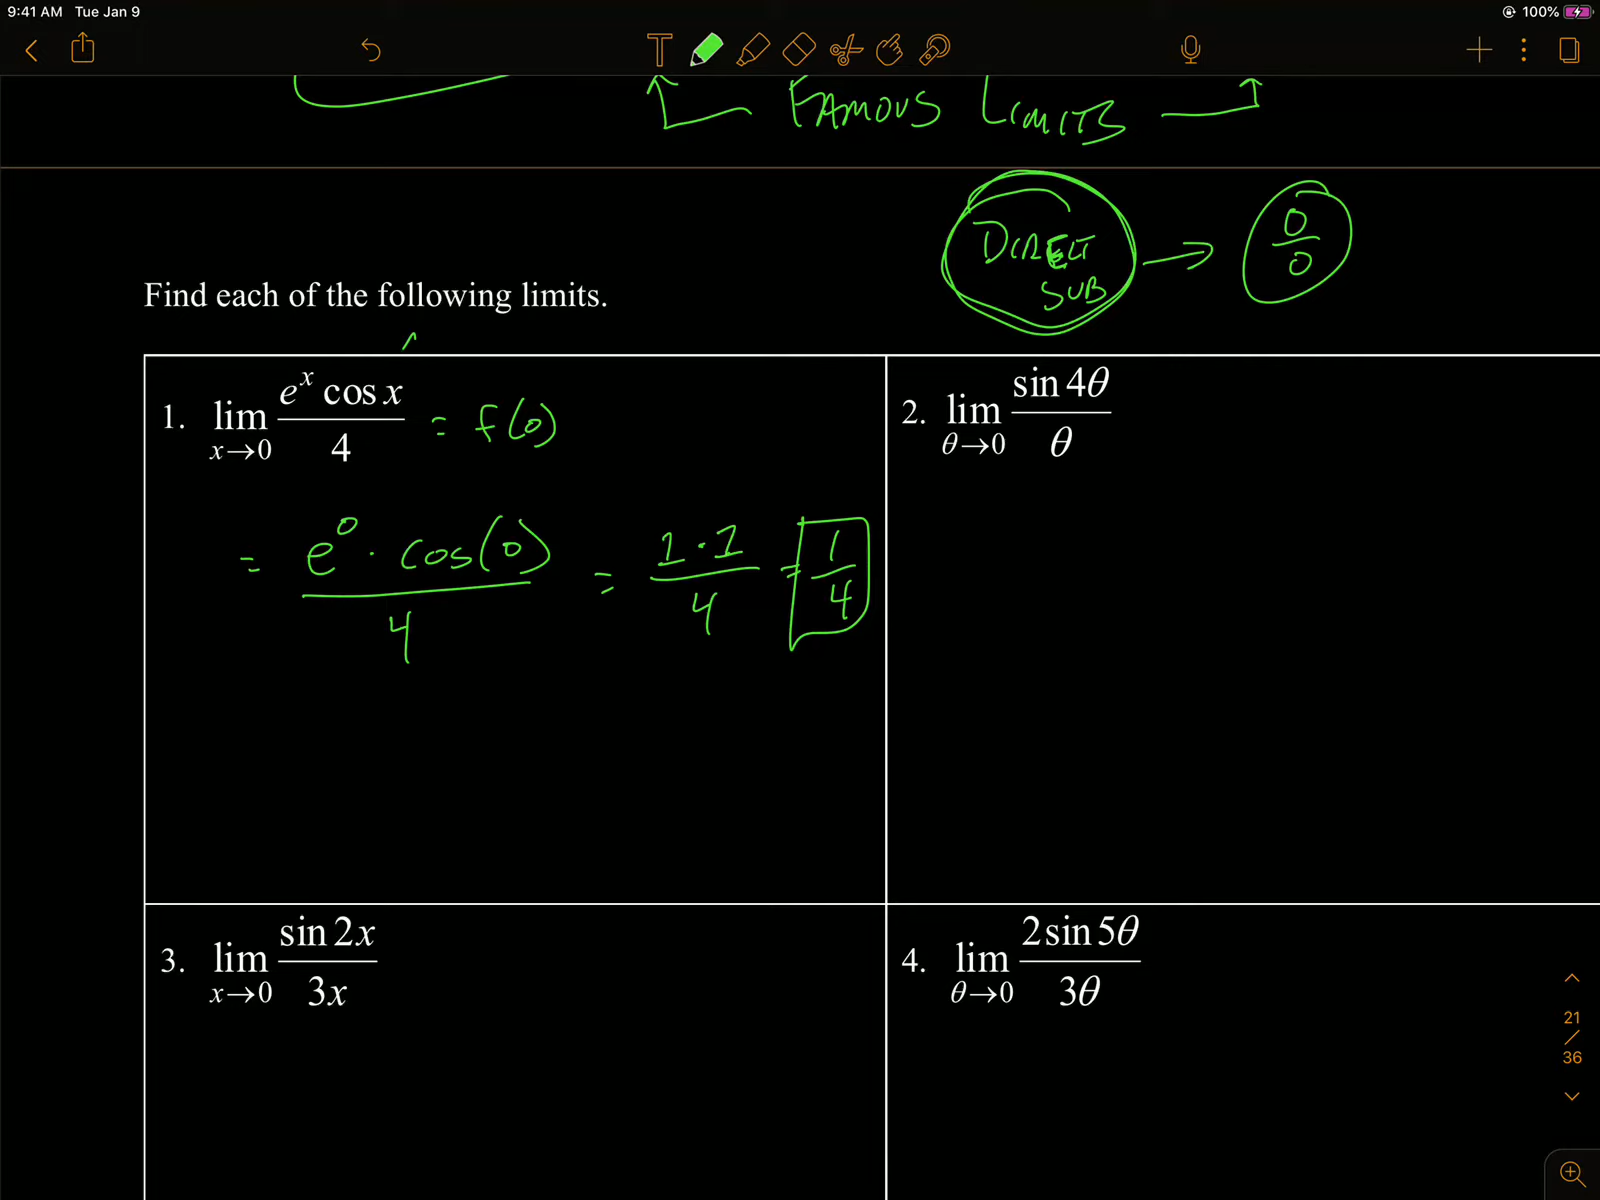 9:41 AM Tue Jan 9
100%
FAMOUS LIMITS
DIRECT SUB → 0/0
Find each of the following limits.
1. lim x→0 e^x cos x / 4 = f(0)
= e^0 · cos(0) / 4 = 1·1 / 4 = 1/4
2. lim θ→0 sin 4θ / θ
3. lim x→0 sin 2x / 3x
4. lim θ→0 2 sin 5θ / 3θ
21 / 36